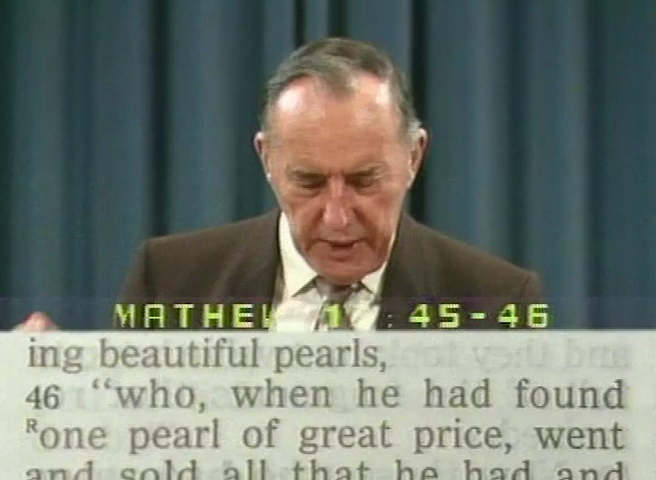 MATHEW 1 : 45-46
ing beautiful pearls,
46 “who, when he had found
Rone pearl of great price, went
and sold all that he had and